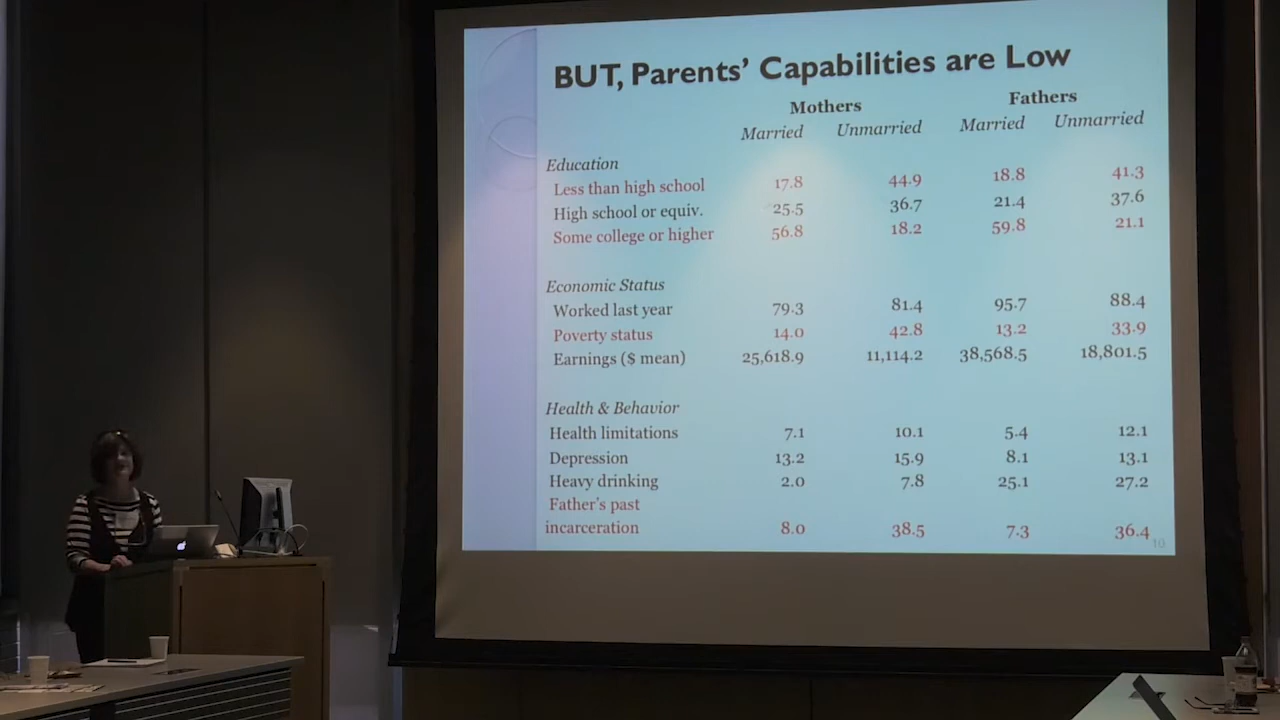 BUT, Parents’ Capabilities are Low
Mothers Fathers
Married Unmarried Married Unmarried
Education
Less than high school 17.8 44.9 18.8 41.3
High school or equiv. 25.5 36.7 21.4 37.6
Some college or higher 56.8 18.2 59.8 21.1
Economic Status
Worked last year 79.3 81.4 95.7 88.4
Poverty status 14.0 42.8 13.2 33.9
Earnings ($ mean) 25,618.9 11,114.2 38,568.5 18,801.5
Health & Behavior
Health limitations 7.1 10.1 5.4 12.1
Depression 13.2 15.9 8.1 13.1
Heavy drinking 2.0 7.8 25.1 27.2
Father’s past
incarceration 8.0 38.5 7.3 36.4
10